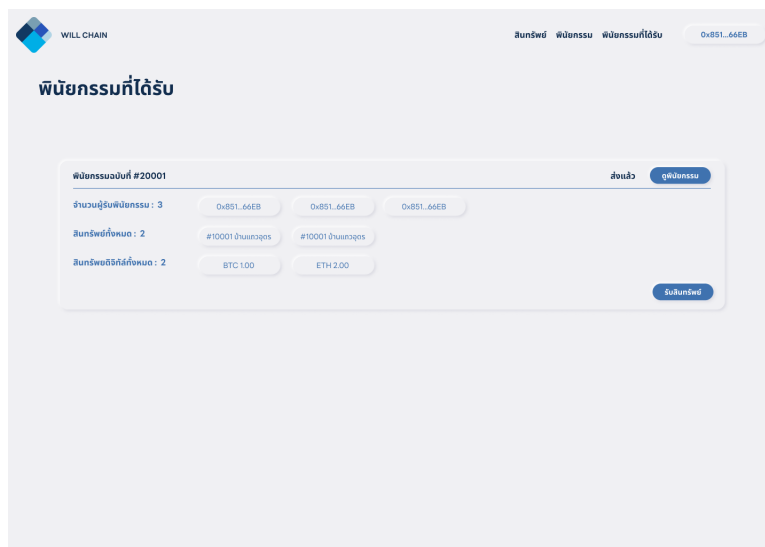 WILL CHAIN
สินทรัพย์ พินัยกรรม พินัยกรรมที่ได้รับ 0x851...66EB
พินัยกรรมที่ได้รับ
พินัยกรรมฉบับที่ #20001 ส่งแล้ว ดูพินัยกรรม
จำนวนผู้รับพินัยกรรม : 3 0x851...66EB 0x851...66EB 0x851...66EB
สินทรัพย์ทั้งหมด : 2 #10001 บ้านแถวอุดร #10001 บ้านแถวอุดร
สินทรัพย์ดิจิทัลทั้งหมด : 2 BTC 1.00 ETH 2.00
รับสินทรัพย์